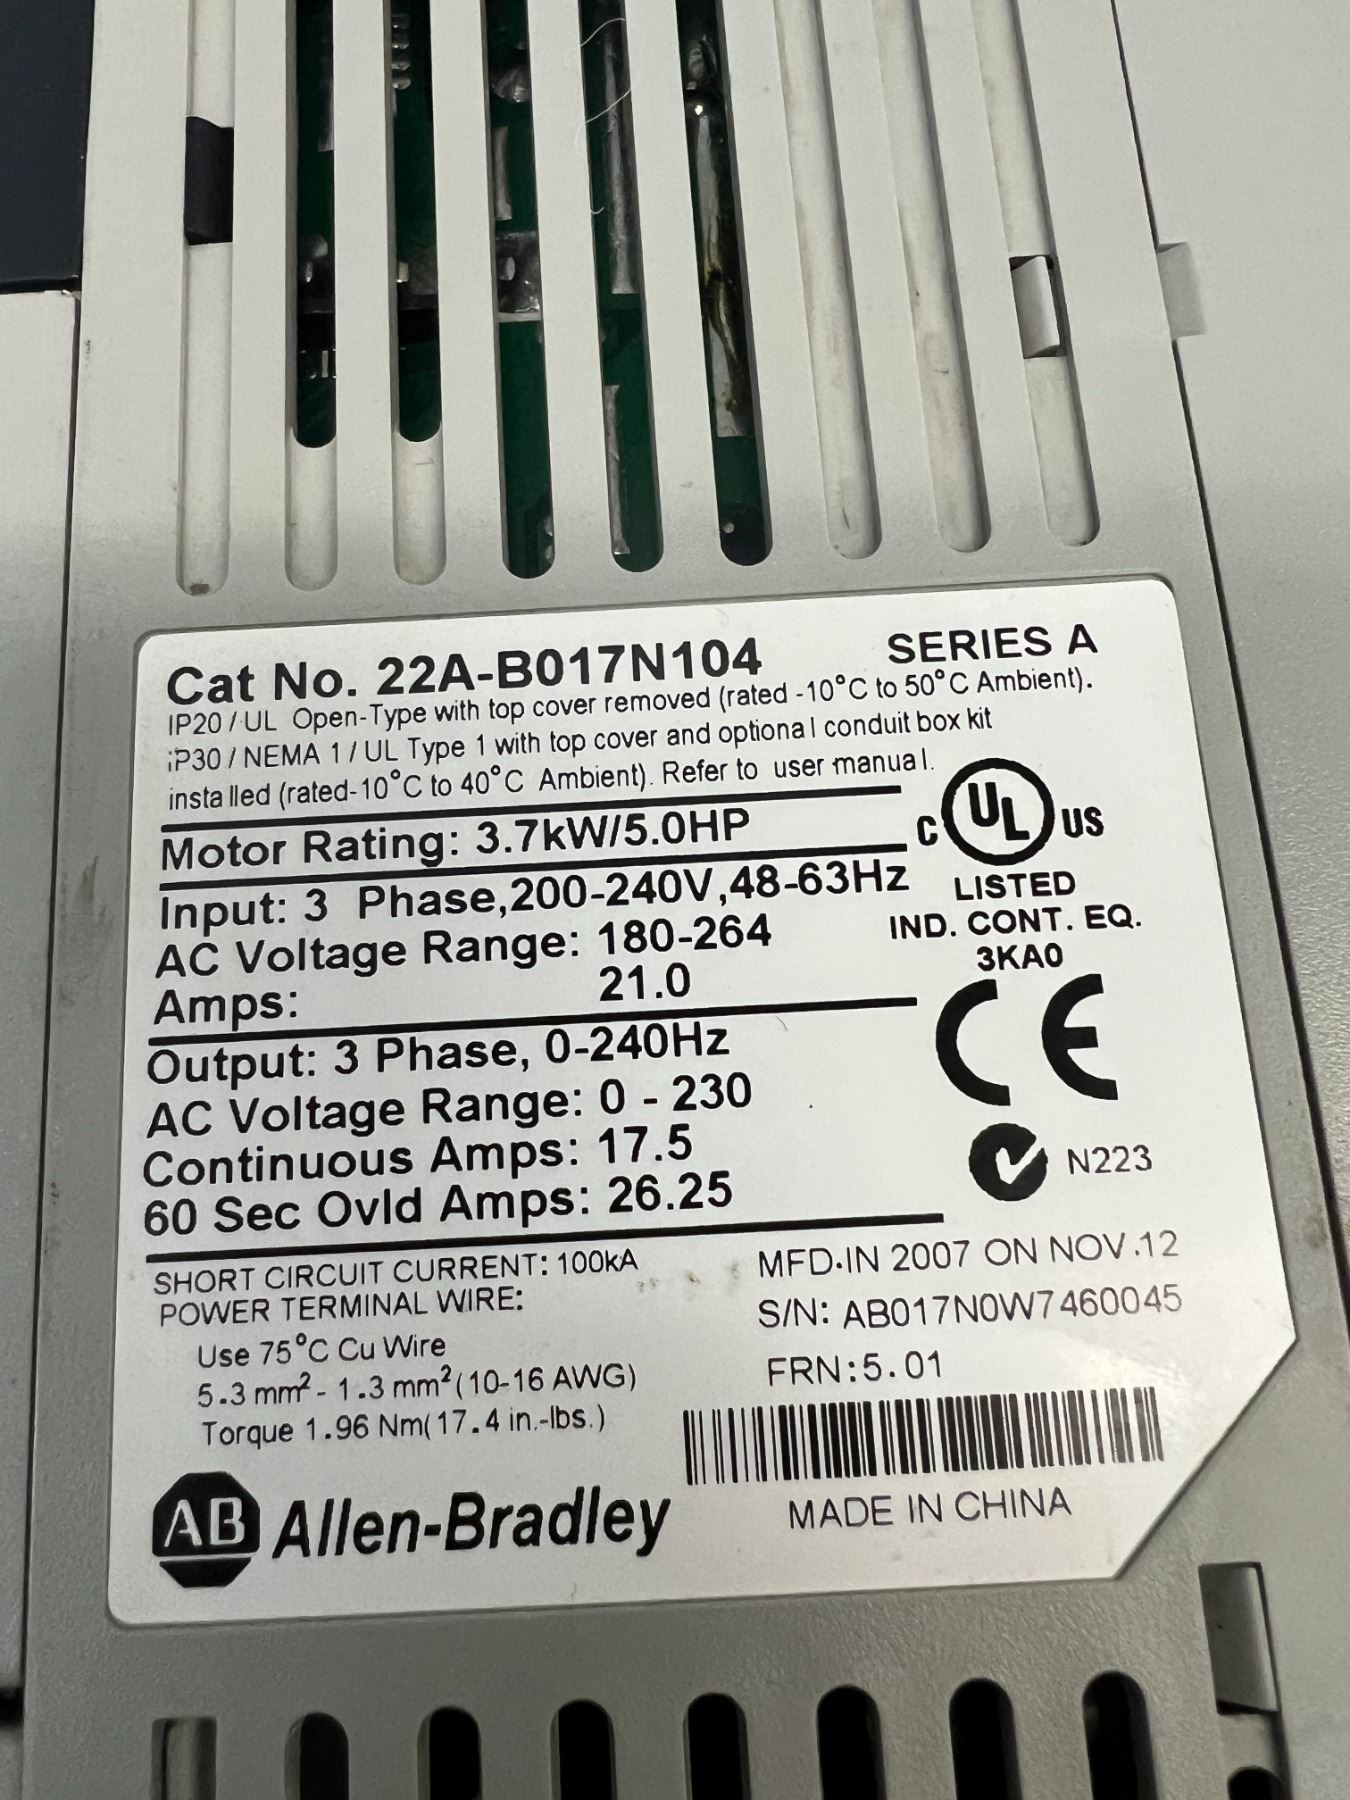 Cat No. 22A-B017N104 SERIES A
IP20 / UL Open-Type with top cover removed (rated -10°C to 50°C Ambient).
IP30 / NEMA 1 / UL Type 1 with top cover and optional conduit box kit
installed (rated-10°C to 40°C Ambient). Refer to user manual.
Motor Rating: 3.7kW/5.0HP
C UL US
Input: 3 Phase,200-240V,48-63Hz
LISTED
AC Voltage Range: 180-264
IND. CONT. EQ.
Amps: 21.0
3KA0
CE
Output: 3 Phase, 0-240Hz
AC Voltage Range: 0 - 230
Continuous Amps: 17.5
N223
60 Sec Ovld Amps: 26.25
SHORT CIRCUIT CURRENT: 100kA
POWER TERMINAL WIRE:
Use 75°C Cu Wire
5.3 mm² - 1.3 mm² (10-16 AWG)
Torque 1.96 Nm(17.4 in.-lbs.)
MFD.IN 2007 ON NOV.12
S/N: AB017N0W7460045
FRN:5.01
MADE IN CHINA
AB Allen-Bradley